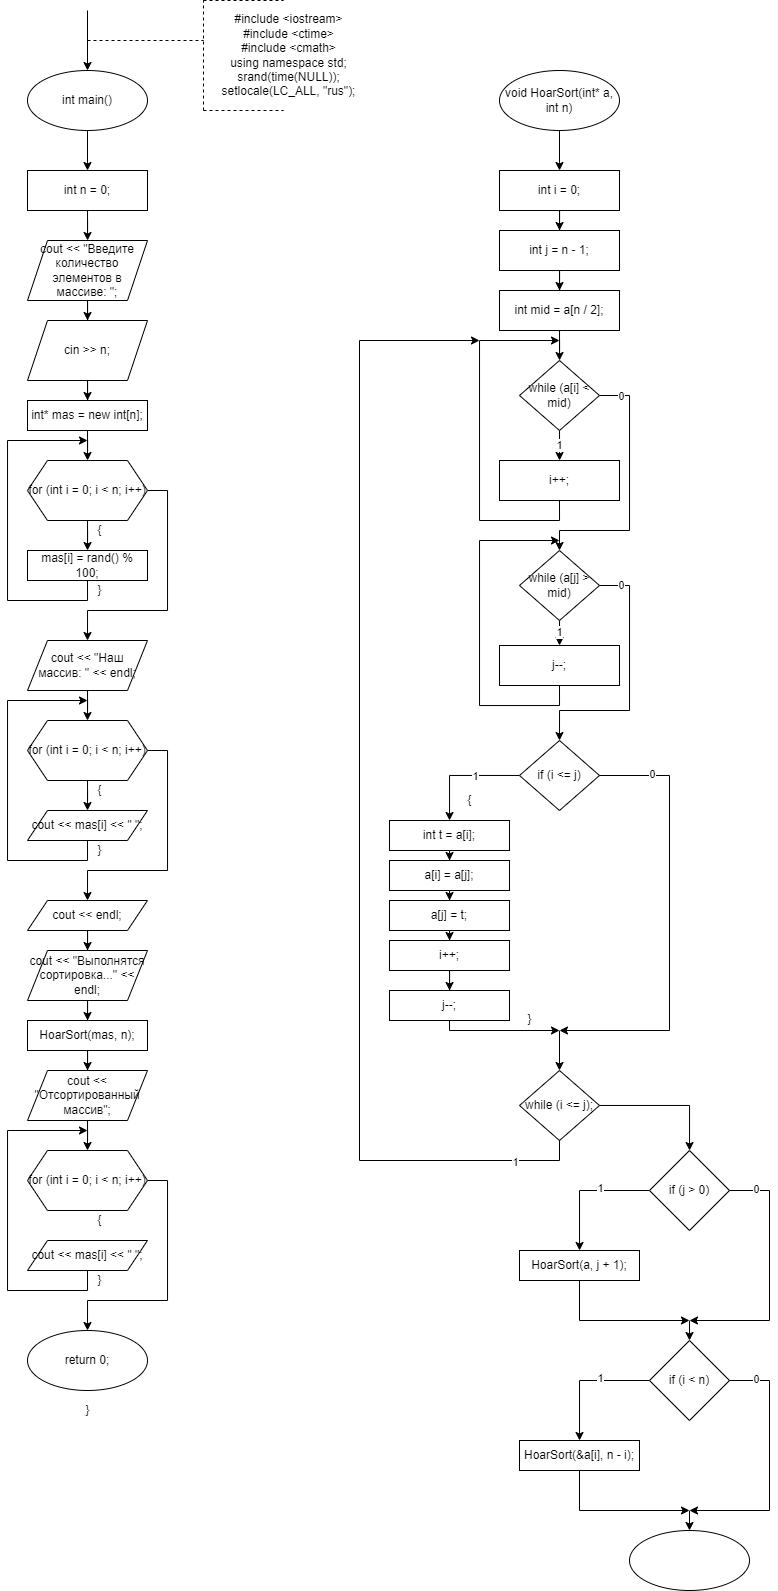 #include <iostream>
#include <ctime>
#include <cmath>
using namespace std;
srand(time(NULL));
setlocale(LC_ALL, "rus");
int main()
int n = 0;
cout << "Введите
количество
элементов в
массиве: ";
cin >> n;
int* mas = new int[n];
for (int i = 0; i < n; i++)
{
mas[i] = rand() %
100;
}
cout << "Наш
массив: " << endl;
for (int i = 0; i < n; i++)
{
cout << mas[i] << " ";
}
cout << endl;
cout << "Выполнятся
сортировка..." <<
endl;
HoarSort(mas, n);
cout <<
"Отсортированный
массив";
for (int i = 0; i < n; i++)
{
cout << mas[i] << " ";
}
return 0;
}
void HoarSort(int* a,
int n)
int i = 0;
int j = n - 1;
int mid = a[n / 2];
while (a[i] <
mid)
0
1
i++;
while (a[j] >
mid)
0
1
j--;
if (i <= j)
1
0
{
int t = a[i];
a[i] = a[j];
a[j] = t;
i++;
j--;
}
while (i <= j);
1
if (j > 0)
1
0
HoarSort(a, j + 1);
if (i < n)
1
0
HoarSort(&a[i], n - i);